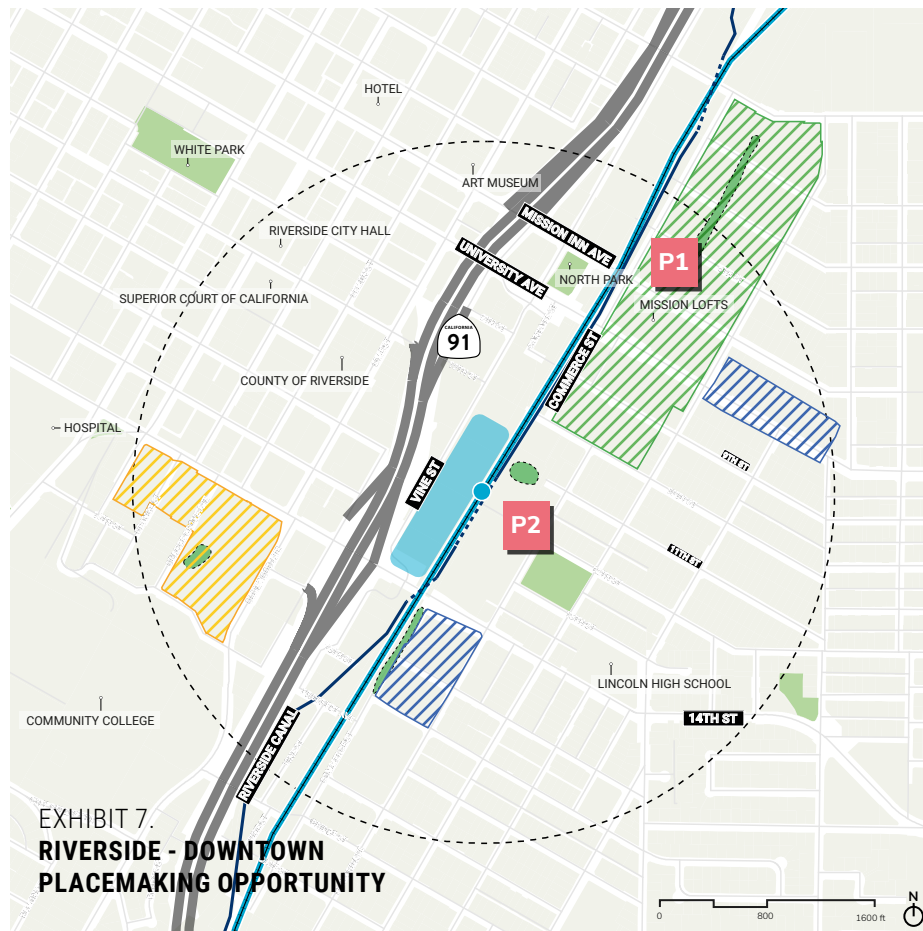 HOTEL
WHITE PARK
ART MUSEUM
MISSION INN AVE
RIVERSIDE CITY HALL
UNIVERSITY AVE
P1
NORTH PARK
SUPERIOR COURT OF CALIFORNIA
MISSION LOFTS
CALIFORNIA
91
COMMERCE ST
COUNTY OF RIVERSIDE
HOSPITAL
9TH ST
VINE ST
P2
11TH ST
LINCOLN HIGH SCHOOL
COMMUNITY COLLEGE
14TH ST
RIVERSIDE CANAL
EXHIBIT 7.
RIVERSIDE - DOWNTOWN
PLACEMAKING OPPORTUNITY
N
0 800 1600 ft